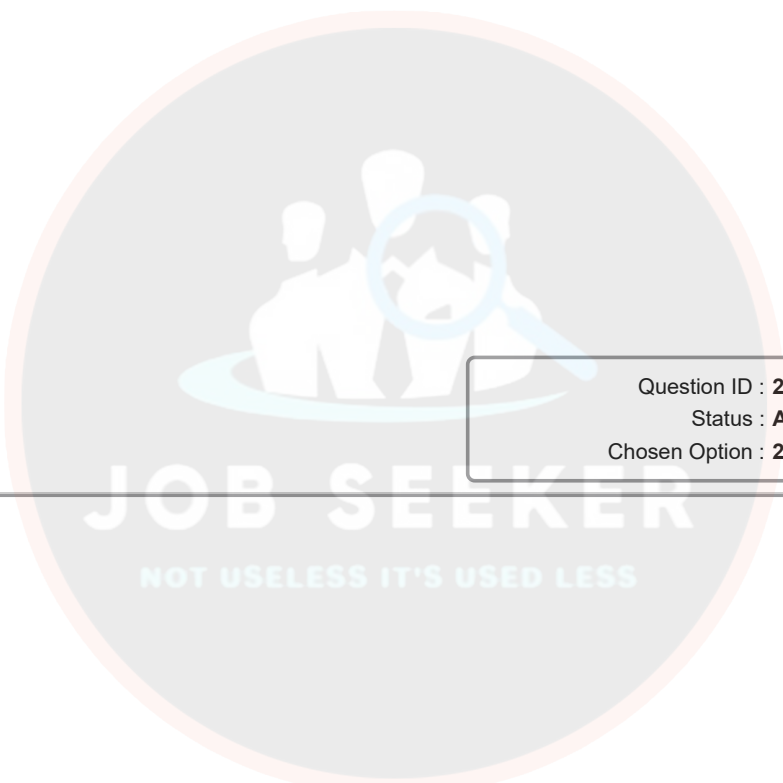 Question ID : 2
Status : A
Chosen Option : 2
JOB SEEKER
NOT USELESS IT'S USED LESS